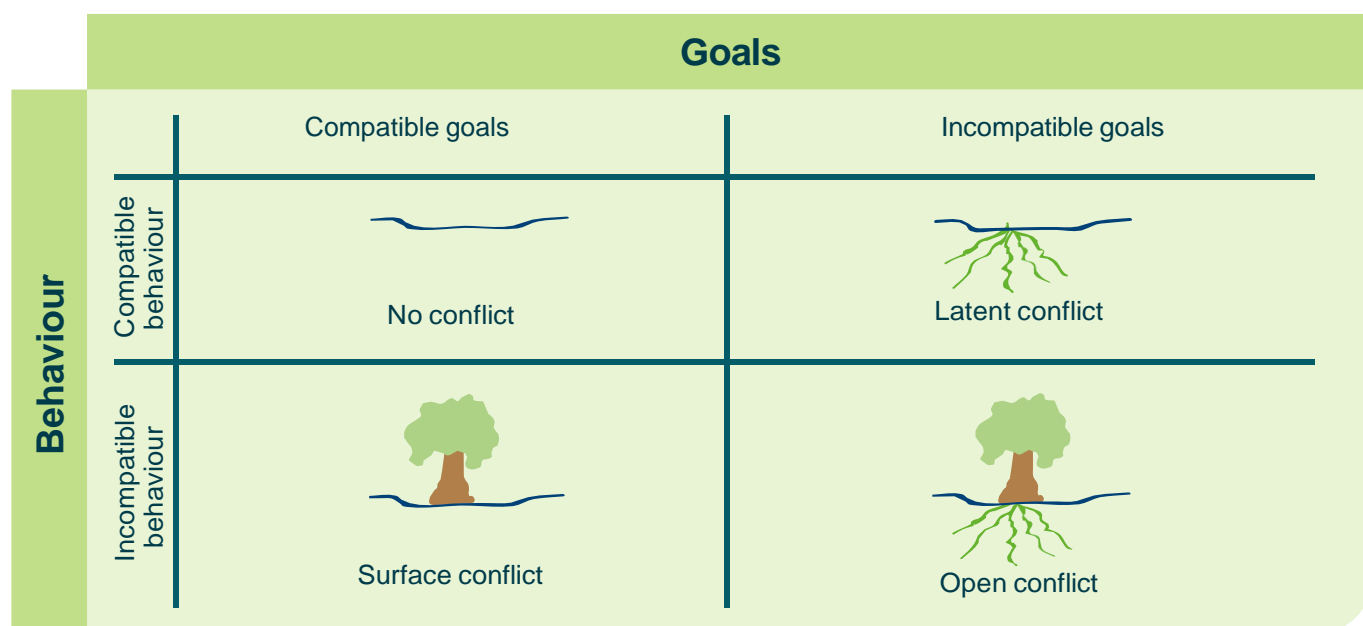 Goals
Behaviour
Compatible goals
Incompatible goals
Compatible
behaviour
No conflict
Latent conflict
Incompatible
behaviour
Surface conflict
Open conflict